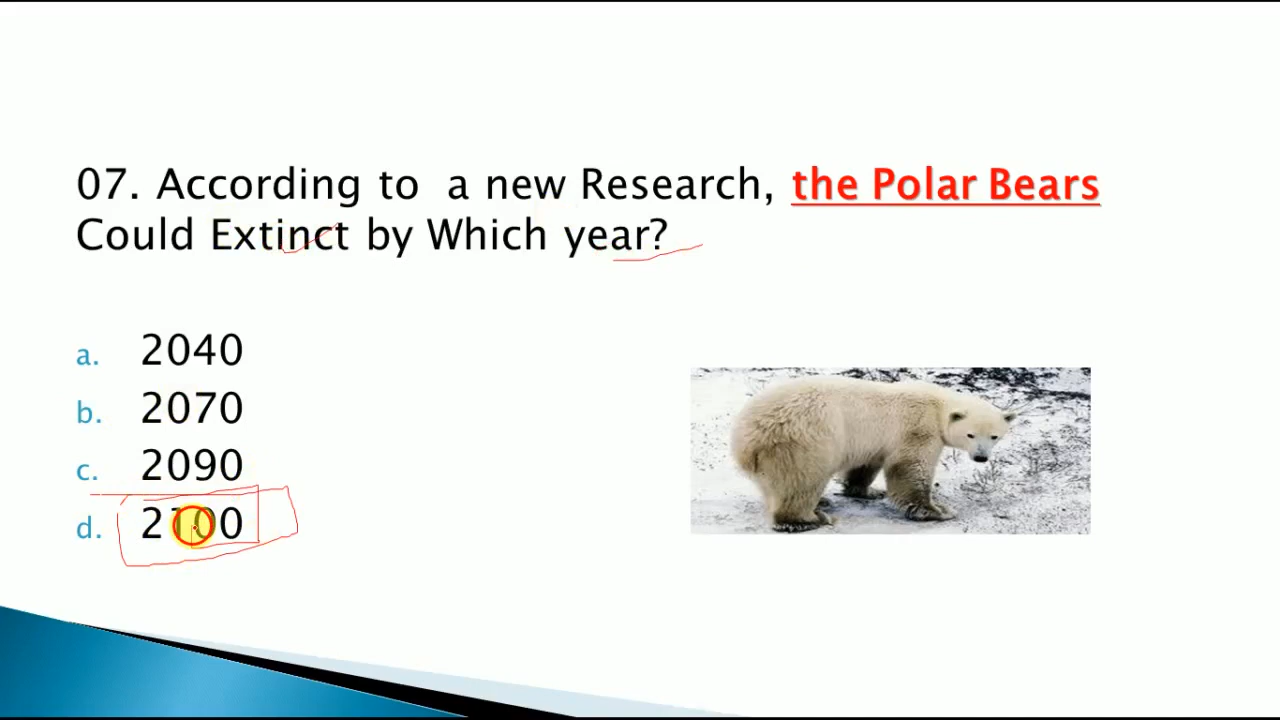 07. According to a new Research, the Polar Bears
Could Extinct by Which year?
a. 2040
b. 2070
c. 2090
d. 2100